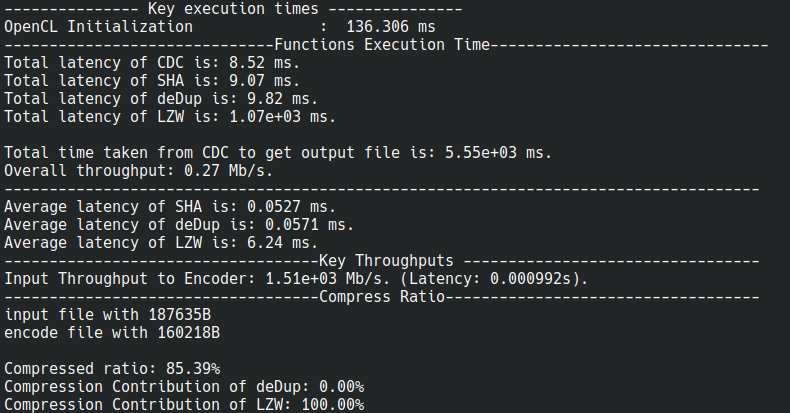 --------------- Key execution times ---------------
OpenCL Initialization              :  136.306 ms
------------------------------Functions Execution Time-------------------------------
Total latency of CDC is: 8.52 ms.
Total latency of SHA is: 9.07 ms.
Total latency of deDup is: 9.82 ms.
Total latency of LZW is: 1.07e+03 ms.

Total time taken from CDC to get output file is: 5.55e+03 ms.
Overall throughput: 0.27 Mb/s.
------------------------------------------------------------------------------------
Average latency of SHA is: 0.0527 ms.
Average latency of deDup is: 0.0571 ms.
Average latency of LZW is: 6.24 ms.
-----------------------------------Key Throughputs ---------------------------------
Input Throughput to Encoder: 1.51e+03 Mb/s. (Latency: 0.000992s).
-----------------------------------Compress Ratio-----------------------------------
input file with 187635B
encode file with 160218B

Compressed ratio: 85.39%
Compression Contribution of deDup: 0.00%
Compression Contribution of LZW: 100.00%